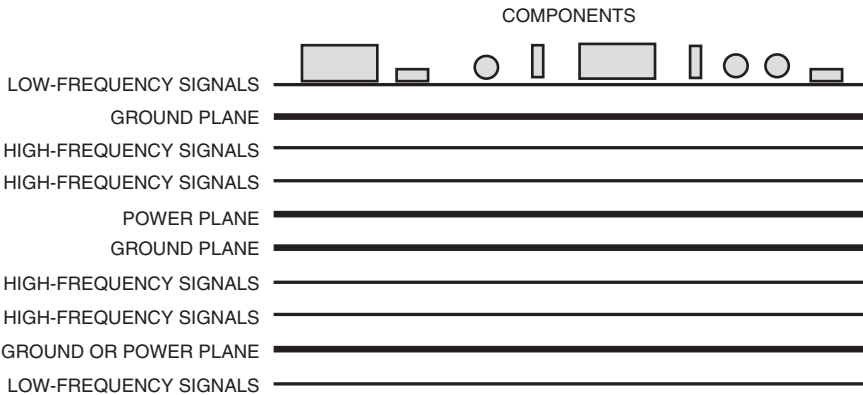 COMPONENTS
LOW-FREQUENCY SIGNALS
GROUND PLANE
HIGH-FREQUENCY SIGNALS
HIGH-FREQUENCY SIGNALS
POWER PLANE
GROUND PLANE
HIGH-FREQUENCY SIGNALS
HIGH-FREQUENCY SIGNALS
GROUND OR POWER PLANE
LOW-FREQUENCY SIGNALS